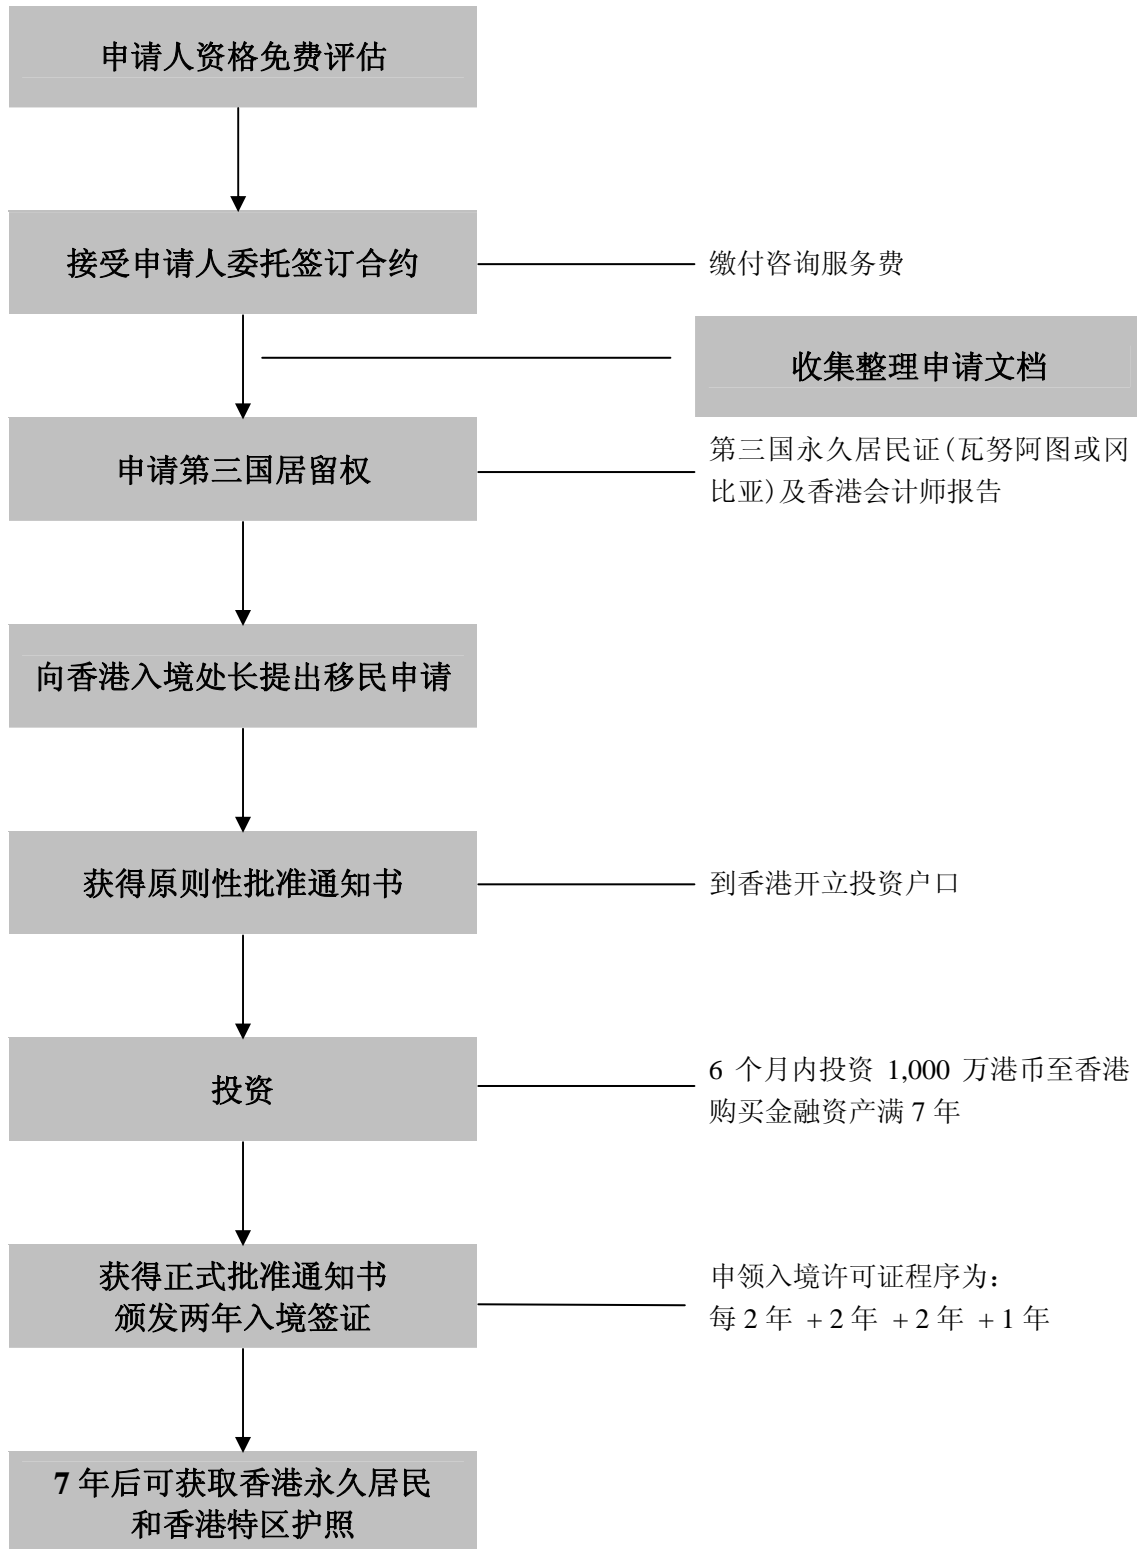 申请人资格免费评估
接受申请人委托签订合约
缴付咨询服务费
收集整理申请文档
申请第三国居留权
第三国永久居民证(瓦努阿图或冈
比亚)及香港会计师报告
向香港入境处长提出移民申请
获得原则性批准通知书
到香港开立投资户口
投资
6 个月内投资 1,000 万港币至香港
购买金融资产满 7 年
获得正式批准通知书
颁发两年入境签证
申领入境许可证程序为：
每 2 年 + 2 年 + 2 年 + 1 年
7 年后可获取香港永久居民
和香港特区护照